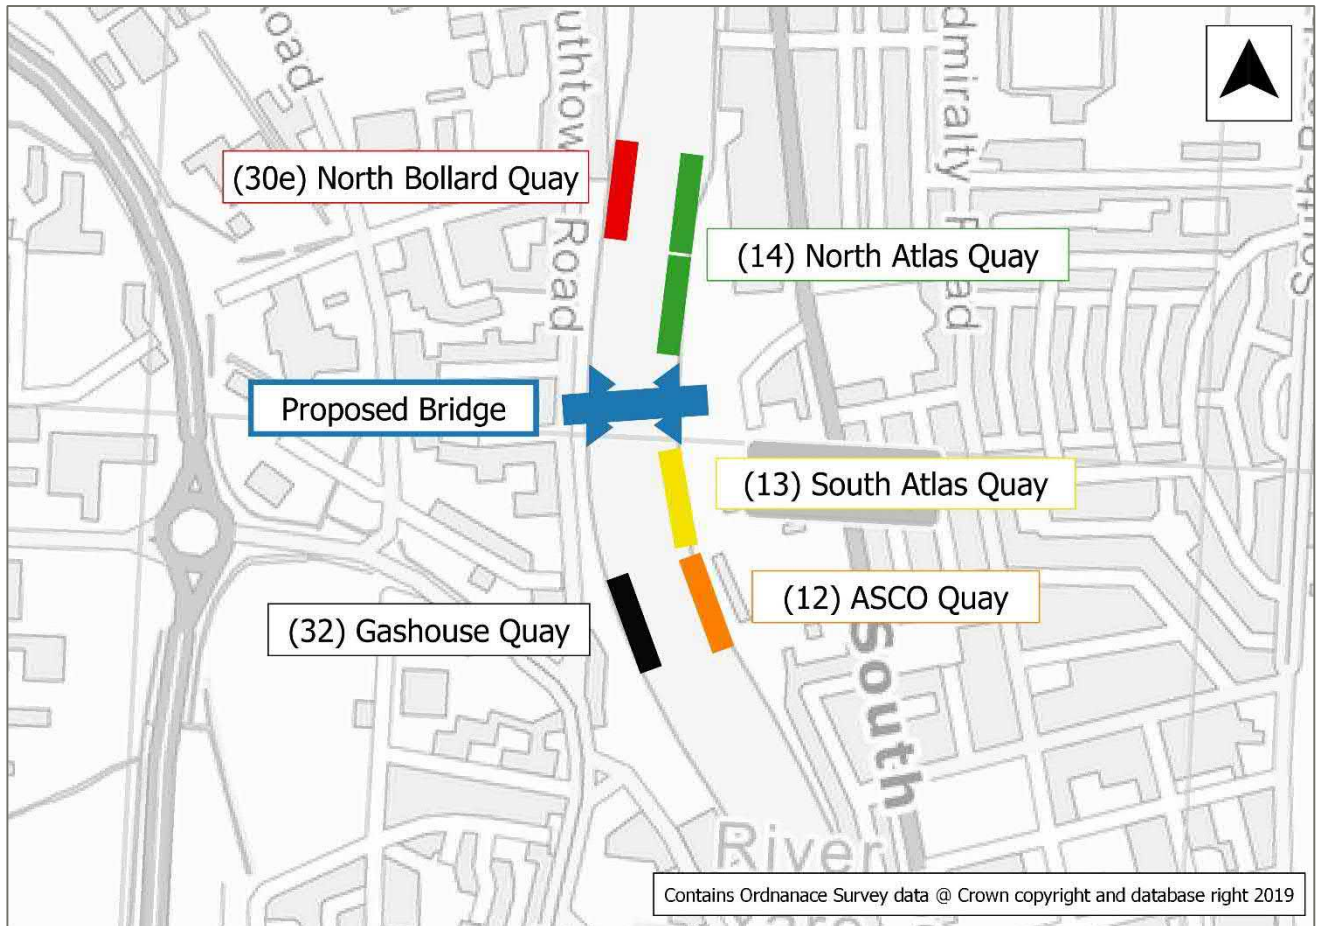 Road
uthtow
dmiralty
(30e) North Bollard Quay
Road
(14) North Atlas Quay
Road
Proposed Bridge
(13) South Atlas Quay
(12) ASCO Quay
(32) Gashouse Quay
South
River
Contains Ordnanace Survey data @ Crown copyright and database right 2019